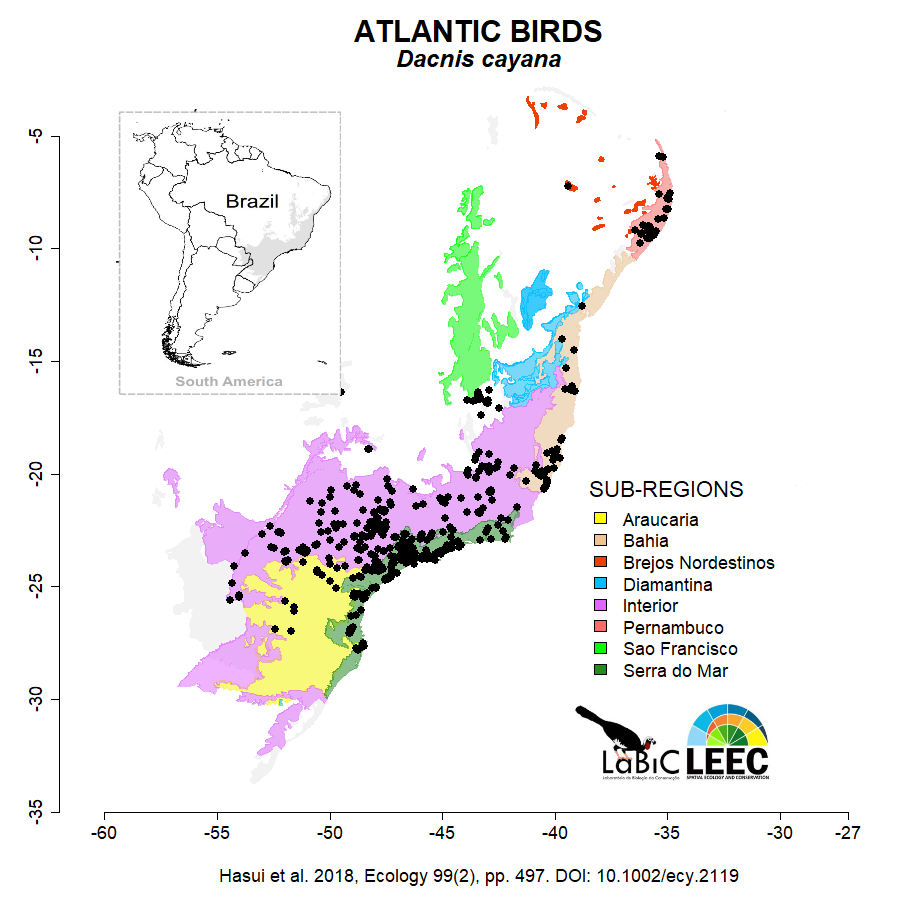 ATLANTIC BIRDS
Dacnis cayana
Brazil
South America
-5
-10
-15
-20
-25
-30
-35
SUB-REGIONS
Araucaria
Bahia
Brejos Nordestinos
Diamantina
Interior
Pernambuco
Sao Francisco
Serra do Mar
LaBiC
Laboratório de Biologia da Conservação
LEEC
SPATIAL ECOLOGY AND CONSERVATION
-60
-55
-50
-45
-40
-35
-30
-27
Hasui et al. 2018, Ecology 99(2), pp. 497. DOI: 10.1002/ecy.2119